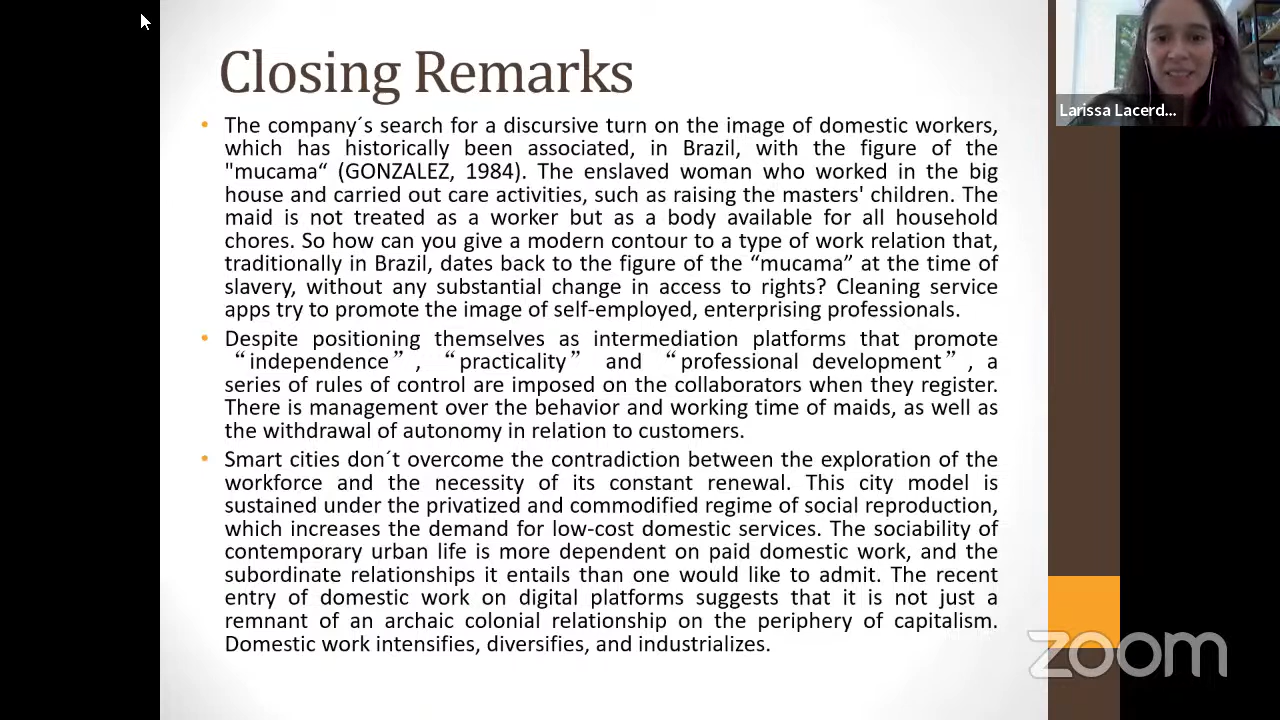 Closing Remarks
• The company´s search for a discursive turn on the image of domestic workers,
which has historically been associated, in Brazil, with the figure of the
"mucama“ (GONZALEZ, 1984). The enslaved woman who worked in the big
house and carried out care activities, such as raising the masters' children. The
maid is not treated as a worker but as a body available for all household
chores. So how can you give a modern contour to a type of work relation that,
traditionally in Brazil, dates back to the figure of the “mucama” at the time of
slavery, without any substantial change in access to rights? Cleaning service
apps try to promote the image of self-employed, enterprising professionals.
• Despite positioning themselves as intermediation platforms that promote
“independence”, “practicality” and “professional development”, a
series of rules of control are imposed on the collaborators when they register.
There is management over the behavior and working time of maids, as well as
the withdrawal of autonomy in relation to customers.
• Smart cities don´t overcome the contradiction between the exploration of the
workforce and the necessity of its constant renewal. This city model is
sustained under the privatized and commodified regime of social reproduction,
which increases the demand for low-cost domestic services. The sociability of
contemporary urban life is more dependent on paid domestic work, and the
subordinate relationships it entails than one would like to admit. The recent
entry of domestic work on digital platforms suggests that it is not just a
remnant of an archaic colonial relationship on the periphery of capitalism.
Domestic work intensifies, diversifies, and industrializes.
Larissa Lacerd...
zoom